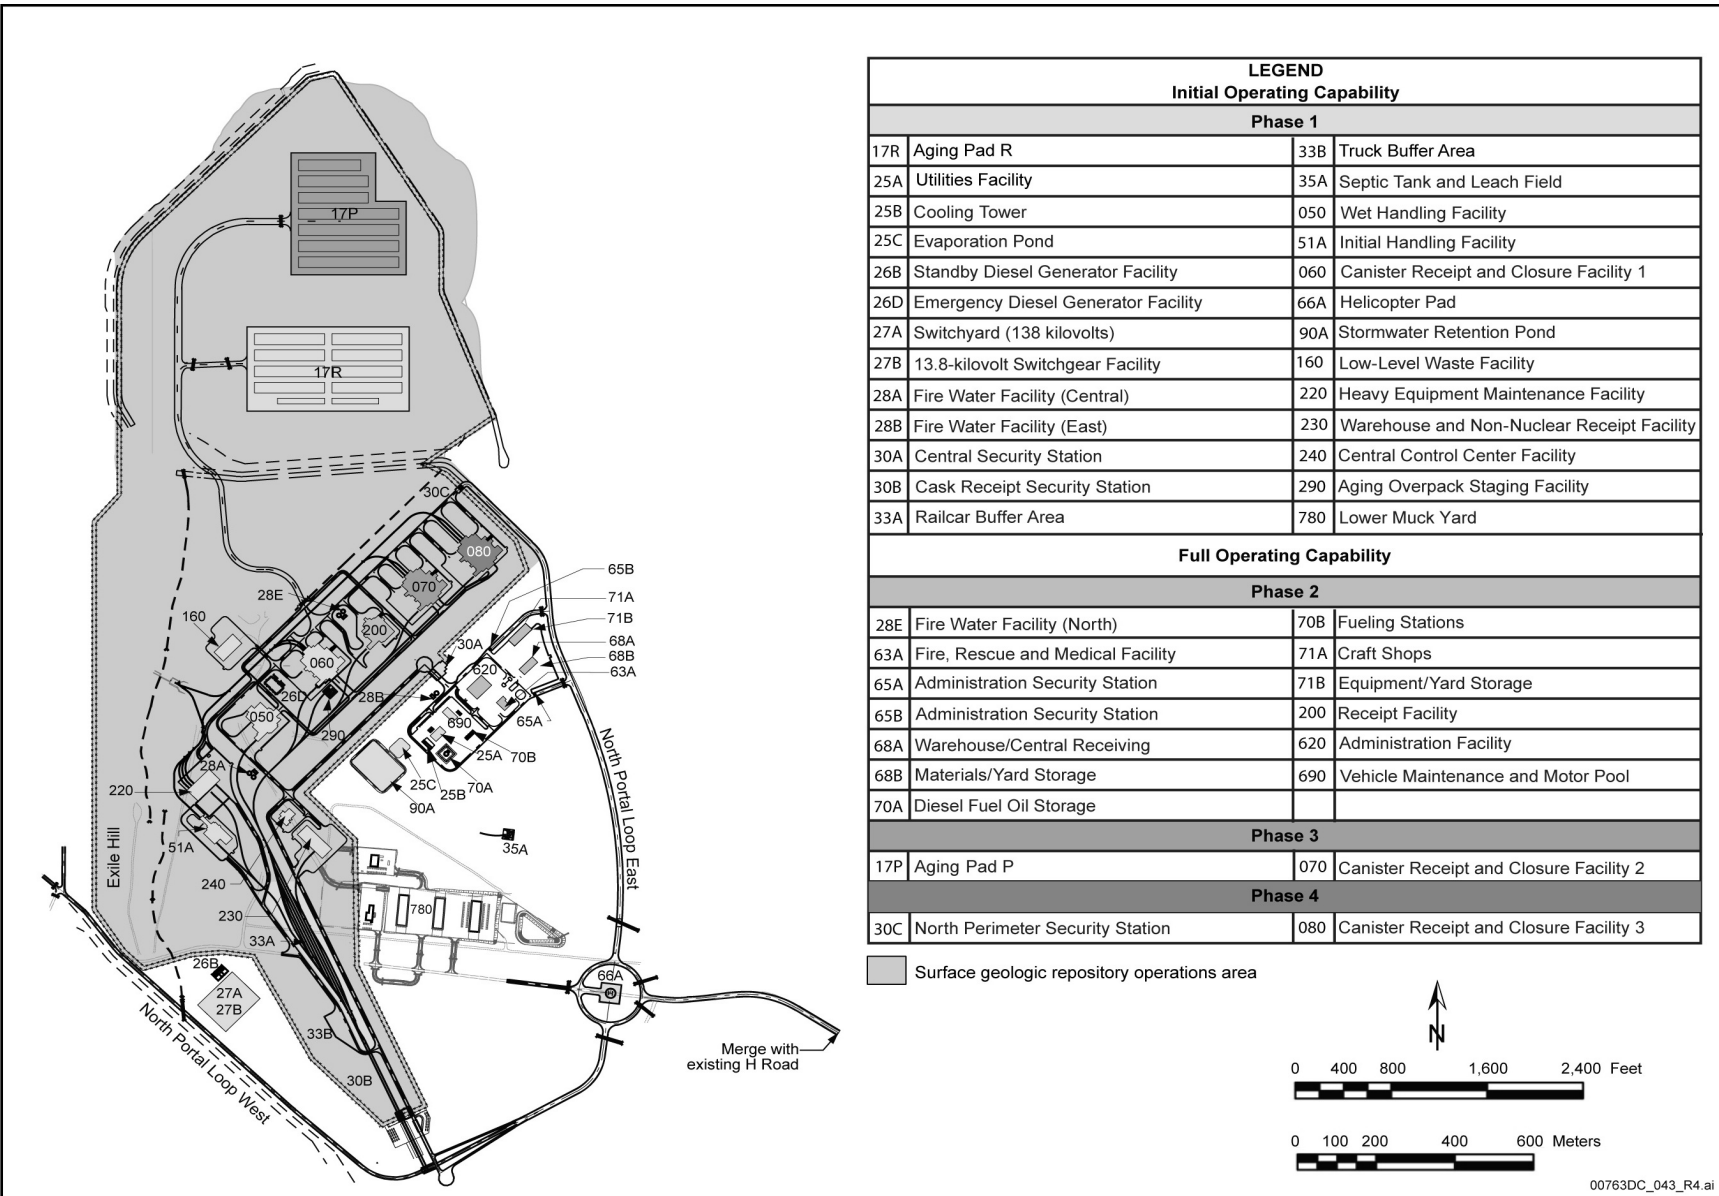 17P
17R
30C
080
070
65B
28E
71A
160
71B
200
30A
68A
060
68B
620
63A
26D
28B
050
690
65A
290
25A
70B
28A
25C
70A
220
25B
90A
North Portal Loop East
51A
35A
Exile Hill
240
780
230
33A
26B
66A
27A
27B
33B
North Portal Loop West
Merge with
existing H Road
30B
LEGEND
Initial Operating Capability
Phase 1
17R Aging Pad R 33B Truck Buffer Area
25A Utilities Facility 35A Septic Tank and Leach Field
25B Cooling Tower 050 Wet Handling Facility
25C Evaporation Pond 51A Initial Handling Facility
26B Standby Diesel Generator Facility 060 Canister Receipt and Closure Facility 1
26D Emergency Diesel Generator Facility 66A Helicopter Pad
27A Switchyard (138 kilovolts) 90A Stormwater Retention Pond
27B 13.8-kilovolt Switchgear Facility 160 Low-Level Waste Facility
28A Fire Water Facility (Central) 220 Heavy Equipment Maintenance Facility
28B Fire Water Facility (East) 230 Warehouse and Non-Nuclear Receipt Facility
30A Central Security Station 240 Central Control Center Facility
30B Cask Receipt Security Station 290 Aging Overpack Staging Facility
33A Railcar Buffer Area 780 Lower Muck Yard
Full Operating Capability
Phase 2
28E Fire Water Facility (North) 70B Fueling Stations
63A Fire, Rescue and Medical Facility 71A Craft Shops
65A Administration Security Station 71B Equipment/Yard Storage
65B Administration Security Station 200 Receipt Facility
68A Warehouse/Central Receiving 620 Administration Facility
68B Materials/Yard Storage 690 Vehicle Maintenance and Motor Pool
70A Diesel Fuel Oil Storage
Phase 3
17P Aging Pad P 070 Canister Receipt and Closure Facility 2
Phase 4
30C North Perimeter Security Station 080 Canister Receipt and Closure Facility 3
Surface geologic repository operations area
N
0 400 800 1,600 2,400 Feet
0 100 200 400 600 Meters
00763DC_043_R4.ai